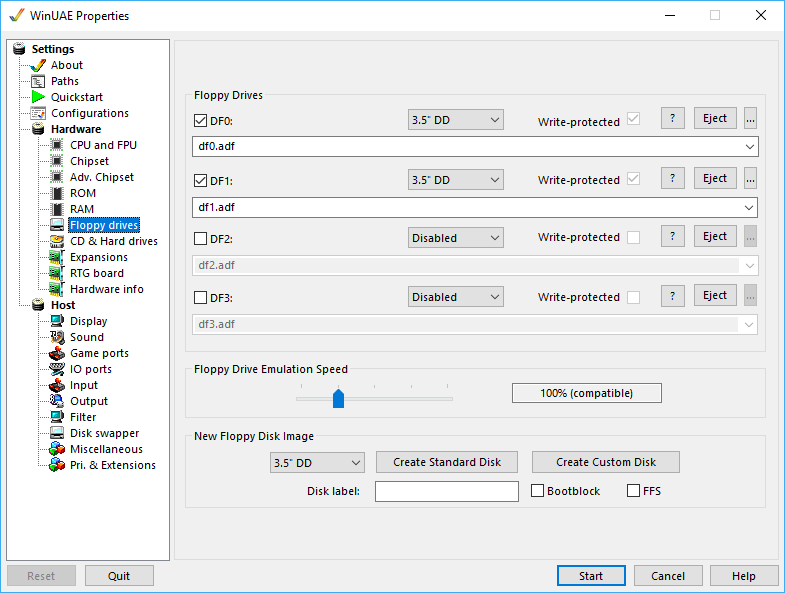 WinUAE Properties
Settings
About
Paths
Quickstart
Configurations
Hardware
CPU and FPU
Chipset
Adv. Chipset
ROM
RAM
Floppy drives
CD & Hard drives
Expansions
RTG board
Hardware info
Host
Display
Sound
Game ports
IO ports
Input
Output
Filter
Disk swapper
Miscellaneous
Pri. & Extensions
Floppy Drives
DF0: 3.5" DD Write-protected ? Eject ...
df0.adf
DF1: 3.5" DD Write-protected ? Eject ...
df1.adf
DF2: Disabled Write-protected ? Eject ...
df2.adf
DF3: Disabled Write-protected ? Eject ...
df3.adf
Floppy Drive Emulation Speed
100% (compatible)
New Floppy Disk Image
3.5" DD Create Standard Disk Create Custom Disk
Disk label: Bootblock FFS
Reset Quit Start Cancel Help